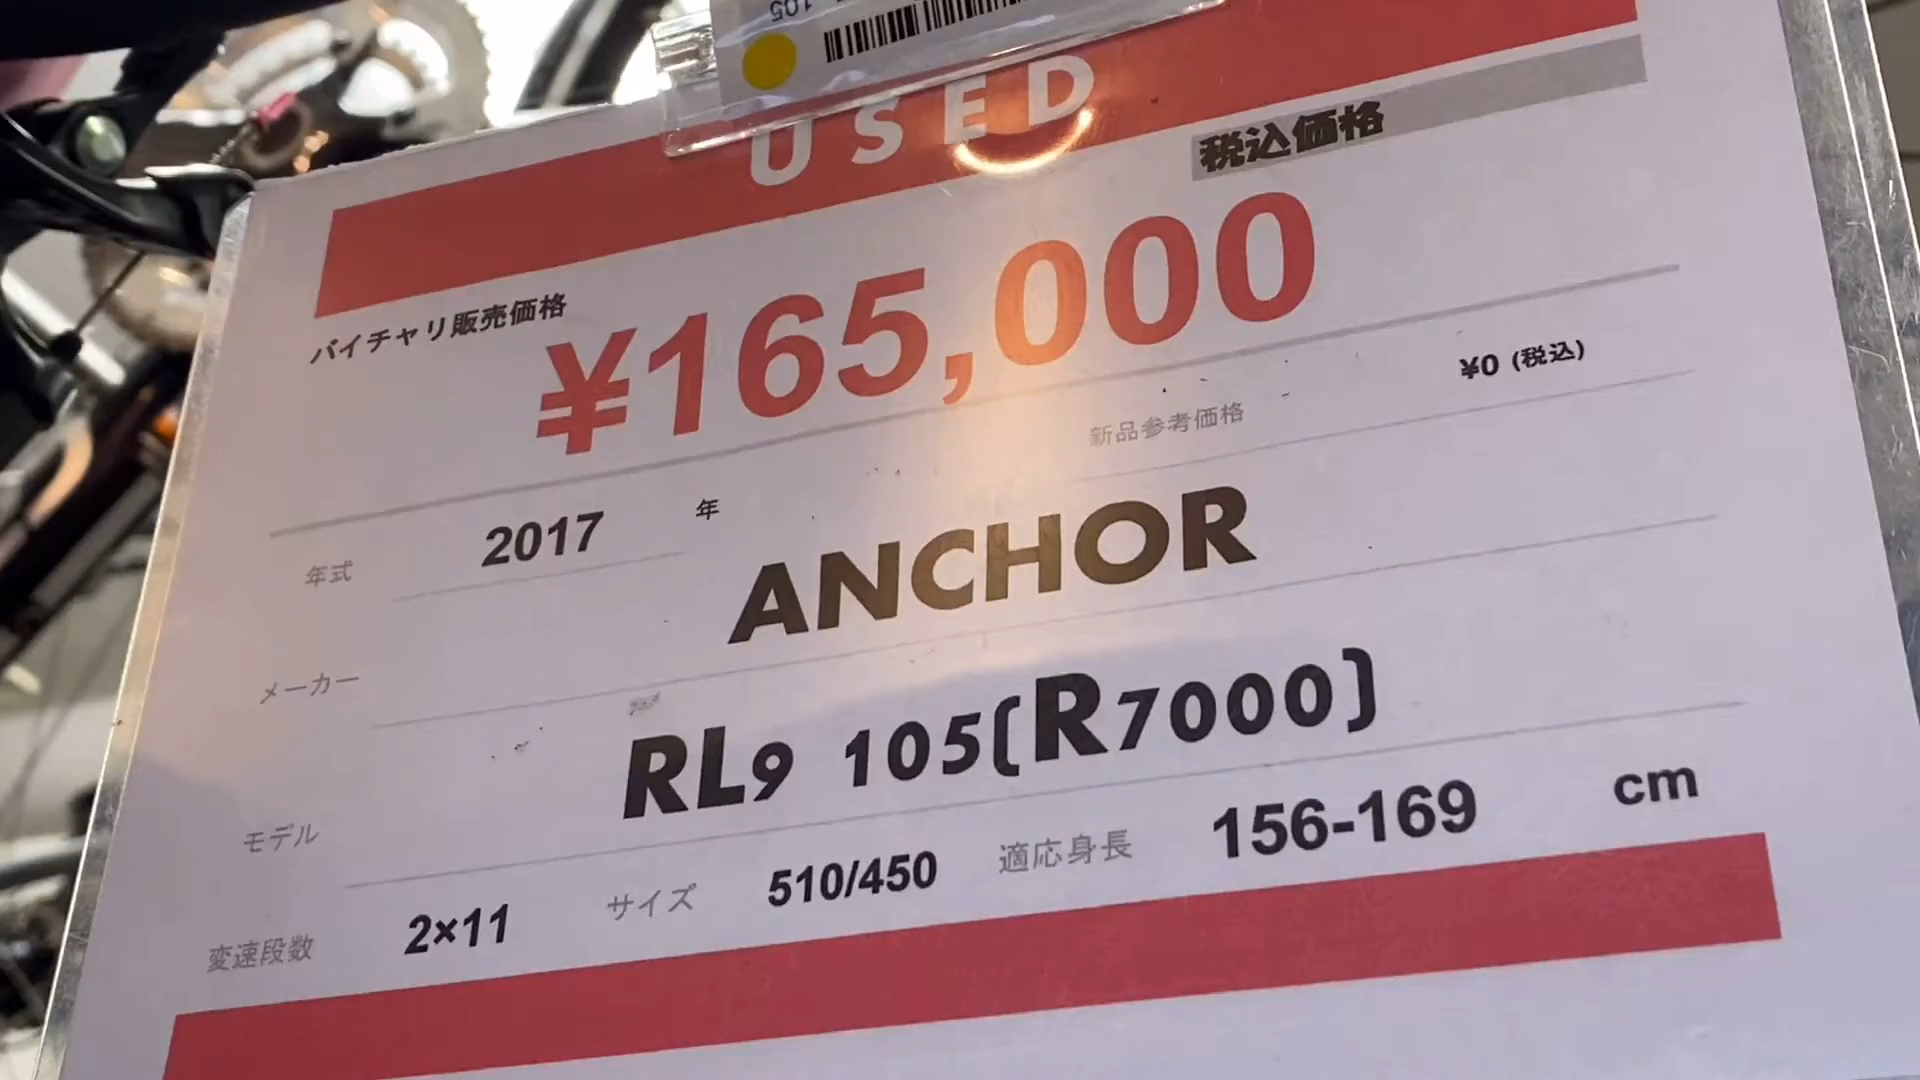 105
USED
税込価格
バイチャリ販売価格
¥165,000
新品参考価格 ¥0 (税込)
年式 2017 年
メーカー ANCHOR
モデル RL9 105(R7000)
変速段数 2×11 サイズ 510/450 適応身長 156-169 cm